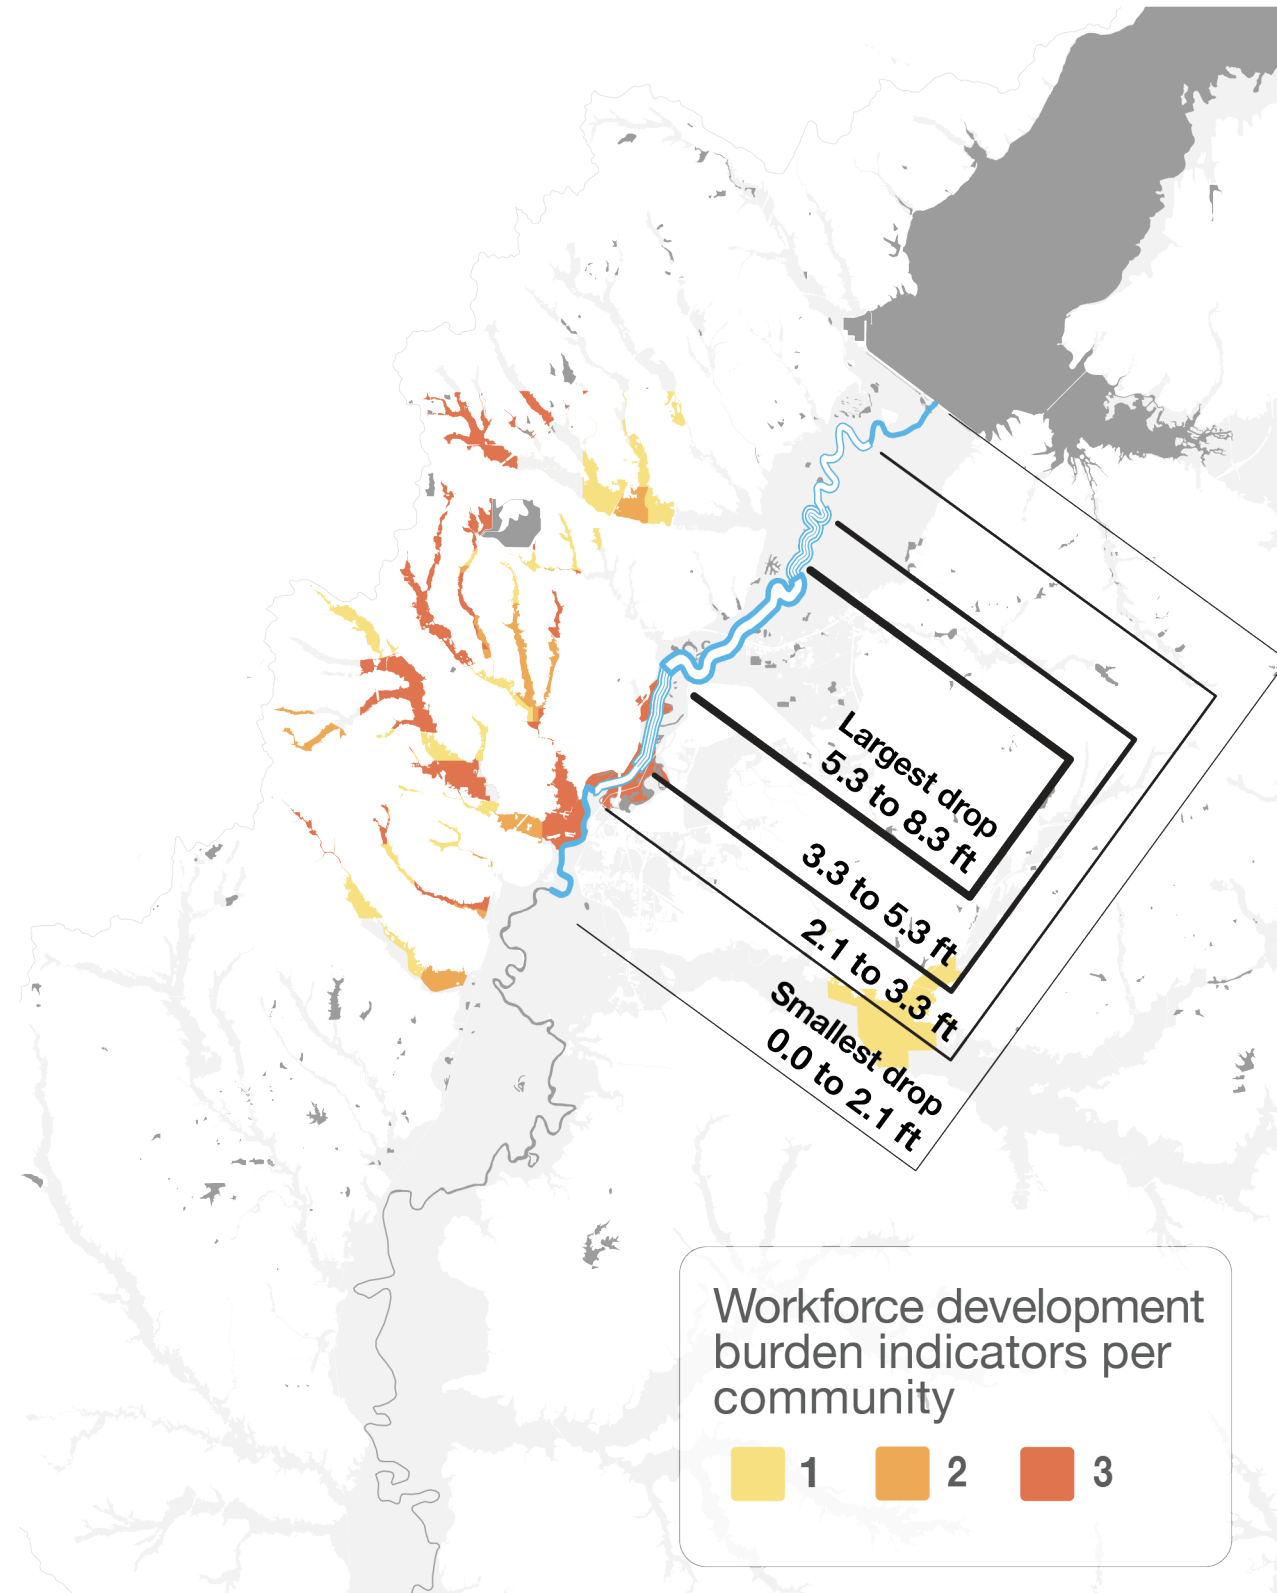 Largest drop
5.3 to 8.3 ft
3.3 to 5.3 ft
2.1 to 3.3 ft
Smallest drop
0.0 to 2.1 ft
Workforce development
burden indicators per
community
1
2
3